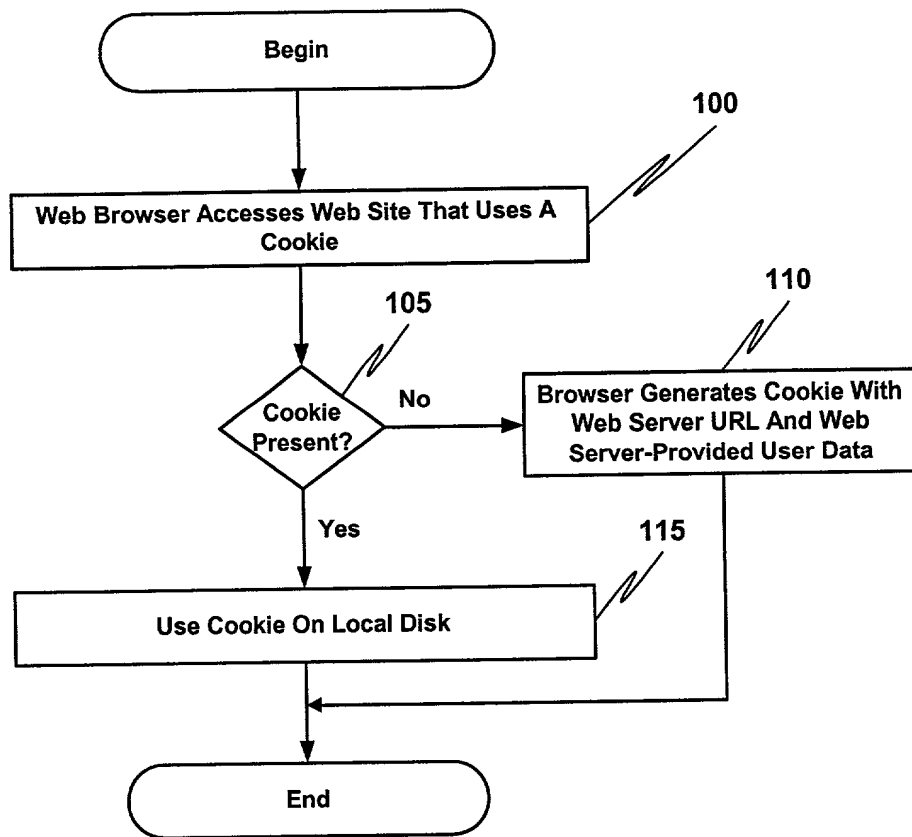 Begin
100
Web Browser Accesses Web Site That Uses A
Cookie
105
110
Cookie
Present?
No
Browser Generates Cookie With
Web Server URL And Web
Server-Provided User Data
Yes
115
Use Cookie On Local Disk
End